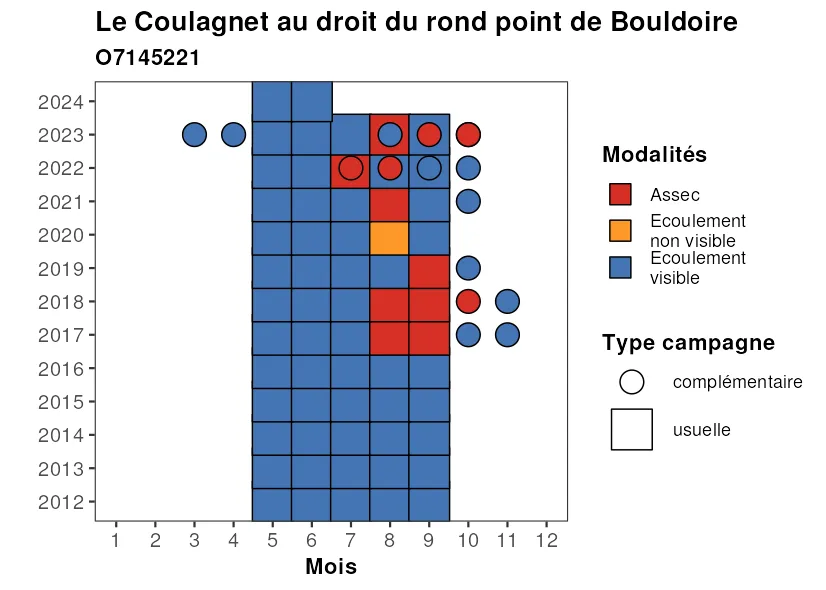 Le Coulagnet au droit du rond point de Bouldoire
O7145221
2024
2023
2022
2021
2020
2019
2018
2017
2016
2015
2014
2013
2012
1 2 3 4 5 6 7 8 9 10 11 12
Mois
Modalités
Assec
Ecoulement
non visible
Ecoulement
visible
Type campagne
complémentaire
usuelle